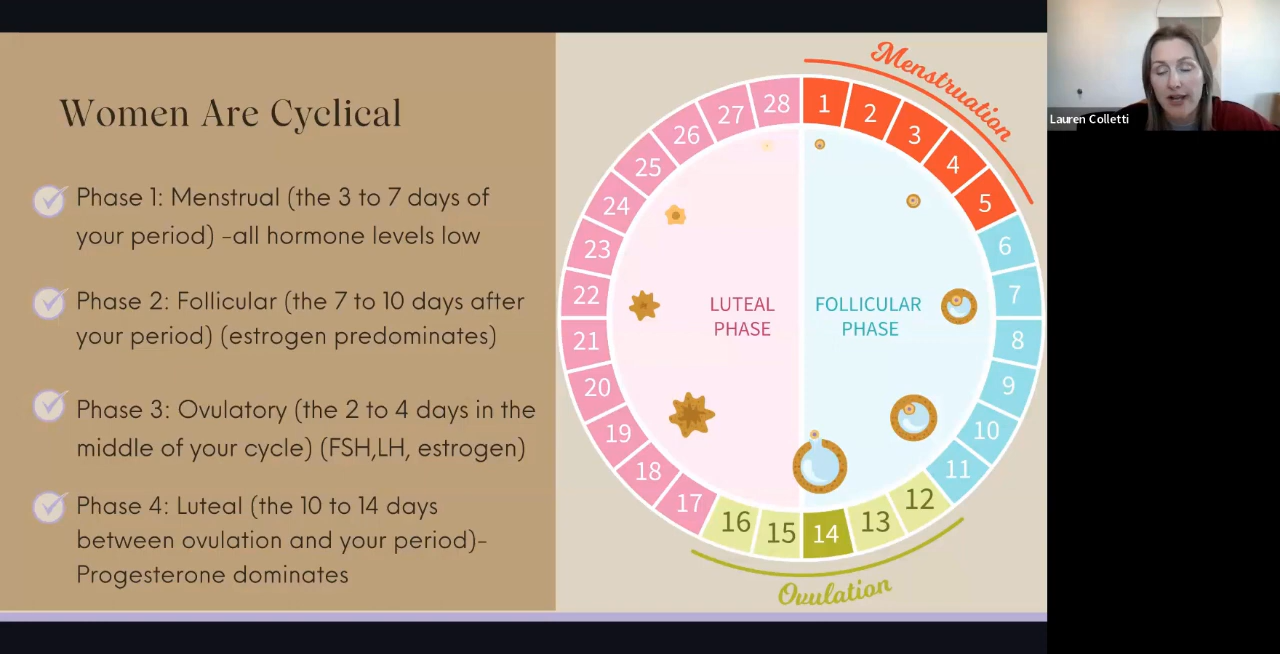 Women Are Cyclical
Phase 1: Menstrual (the 3 to 7 days of
your period) -all hormone levels low
Phase 2: Follicular (the 7 to 10 days after
your period) (estrogen predominates)
Phase 3: Ovulatory (the 2 to 4 days in the
middle of your cycle) (FSH,LH, estrogen)
Phase 4: Luteal (the 10 to 14 days
between ovulation and your period)-
Progesterone dominates
Menstruation
1
2
3
4
5
6
7
8
9
10
11
12
13
14
15
16
17
18
19
20
21
22
23
24
25
26
27
28
LUTEAL
PHASE
FOLLICULAR
PHASE
Ovulation
Lauren Colletti